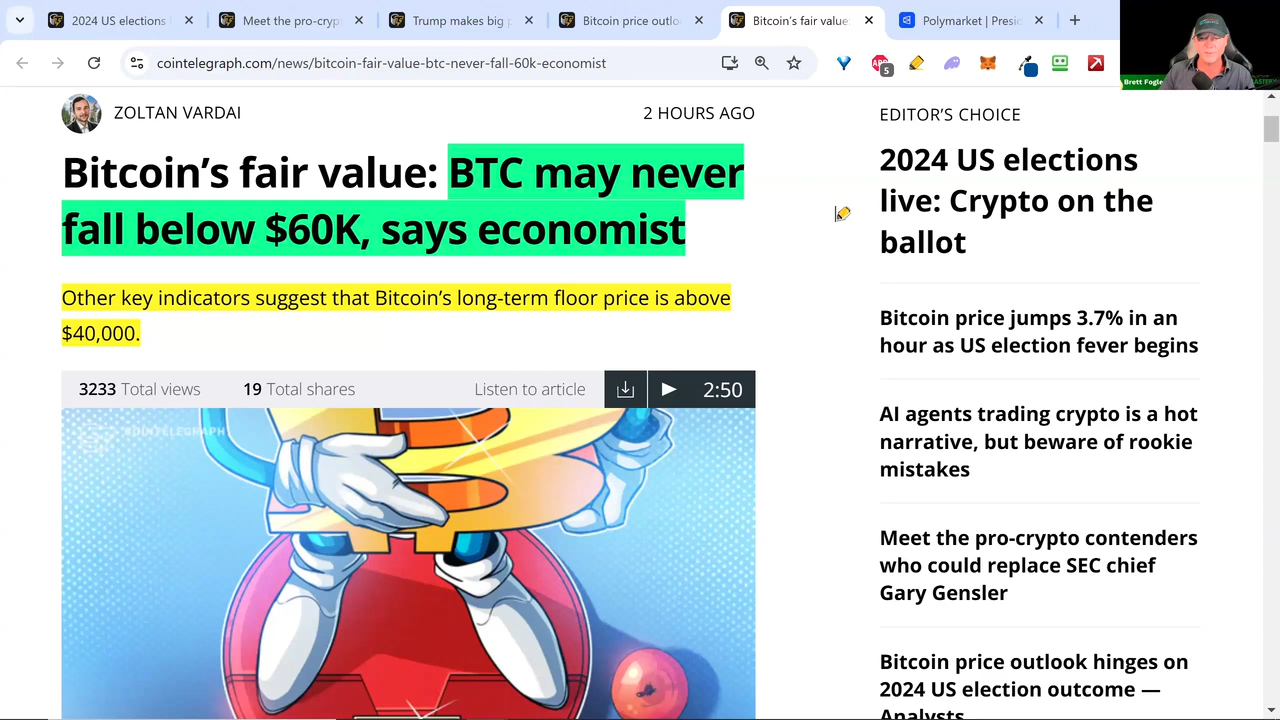 2024 US elections
Meet the pro-cryp
Trump makes big
Bitcoin price outlo
Bitcoin's fair value
Polymarket | Presid
cointelegraph.com/news/bitcoin-fair-value-btc-never-fall-60k-economist
ABP
5
Brett Fogle
ZOLTAN VARDAI
2 HOURS AGO
Bitcoin’s fair value: BTC may never
fall below $60K, says economist
Other key indicators suggest that Bitcoin’s long-term floor price is above
$40,000.
3233 Total views
19 Total shares
Listen to article
2:50
COINTELEGRAPH
EDITOR’S CHOICE
2024 US elections
live: Crypto on the
ballot
Bitcoin price jumps 3.7% in an
hour as US election fever begins
AI agents trading crypto is a hot
narrative, but beware of rookie
mistakes
Meet the pro-crypto contenders
who could replace SEC chief
Gary Gensler
Bitcoin price outlook hinges on
2024 US election outcome —
Analysts